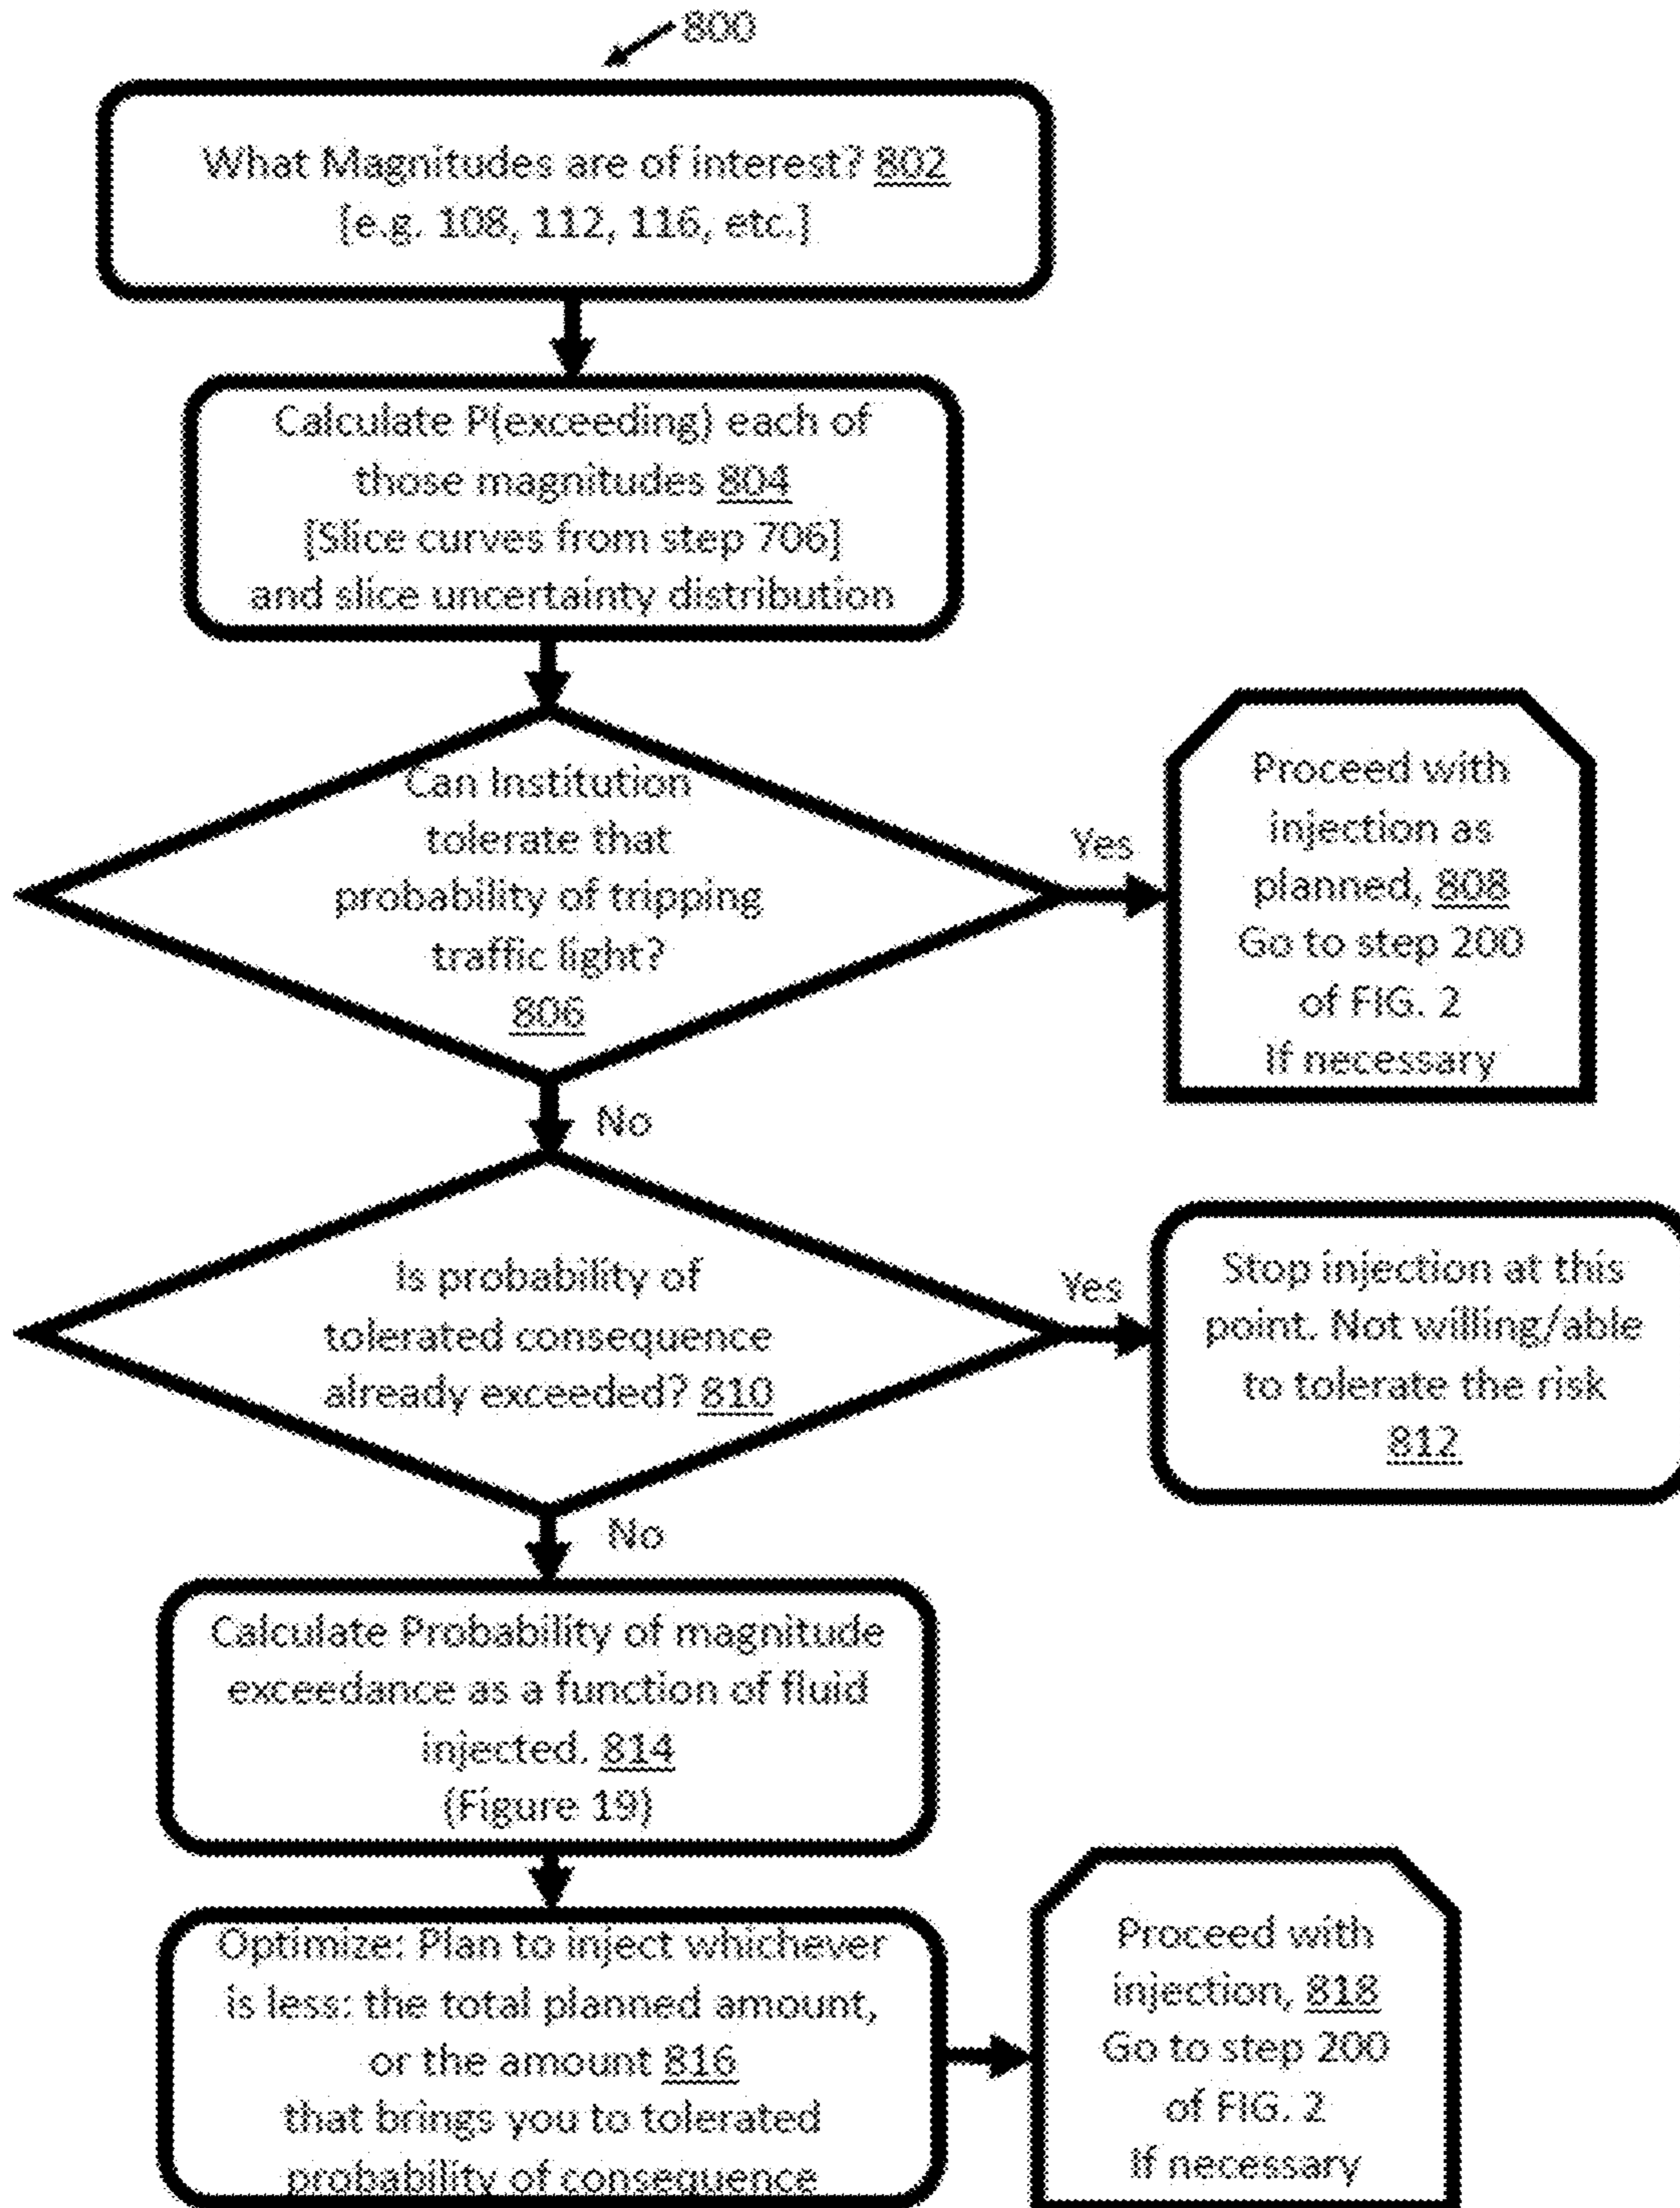 800
What Magnitudes are of interest? 802
[e.g. 108, 112, 116, etc.]
Calculate P(exceeding) each of
those magnitudes 804
[Slice curves from step 706]
and slice uncertainty distribution
Can Institution
tolerate that
probability of tripping
traffic light?
806
Yes
Proceed with
injection as
planned, 808
Go to step 200
of FIG. 2
If necessary
No
Is probability of
tolerated consequence
already exceeded? 810
Yes
Stop injection at this
point. Not willing/able
to tolerate the risk
812
No
Calculate Probability of magnitude
exceedance as a function of fluid
injected. 814
(Figure 19)
Optimize: Plan to inject whichever
is less: the total planned amount,
or the amount 816
that brings you to tolerated
probability of consequence
Proceed with
injection, 818
Go to step 200
of FIG. 2
If necessary